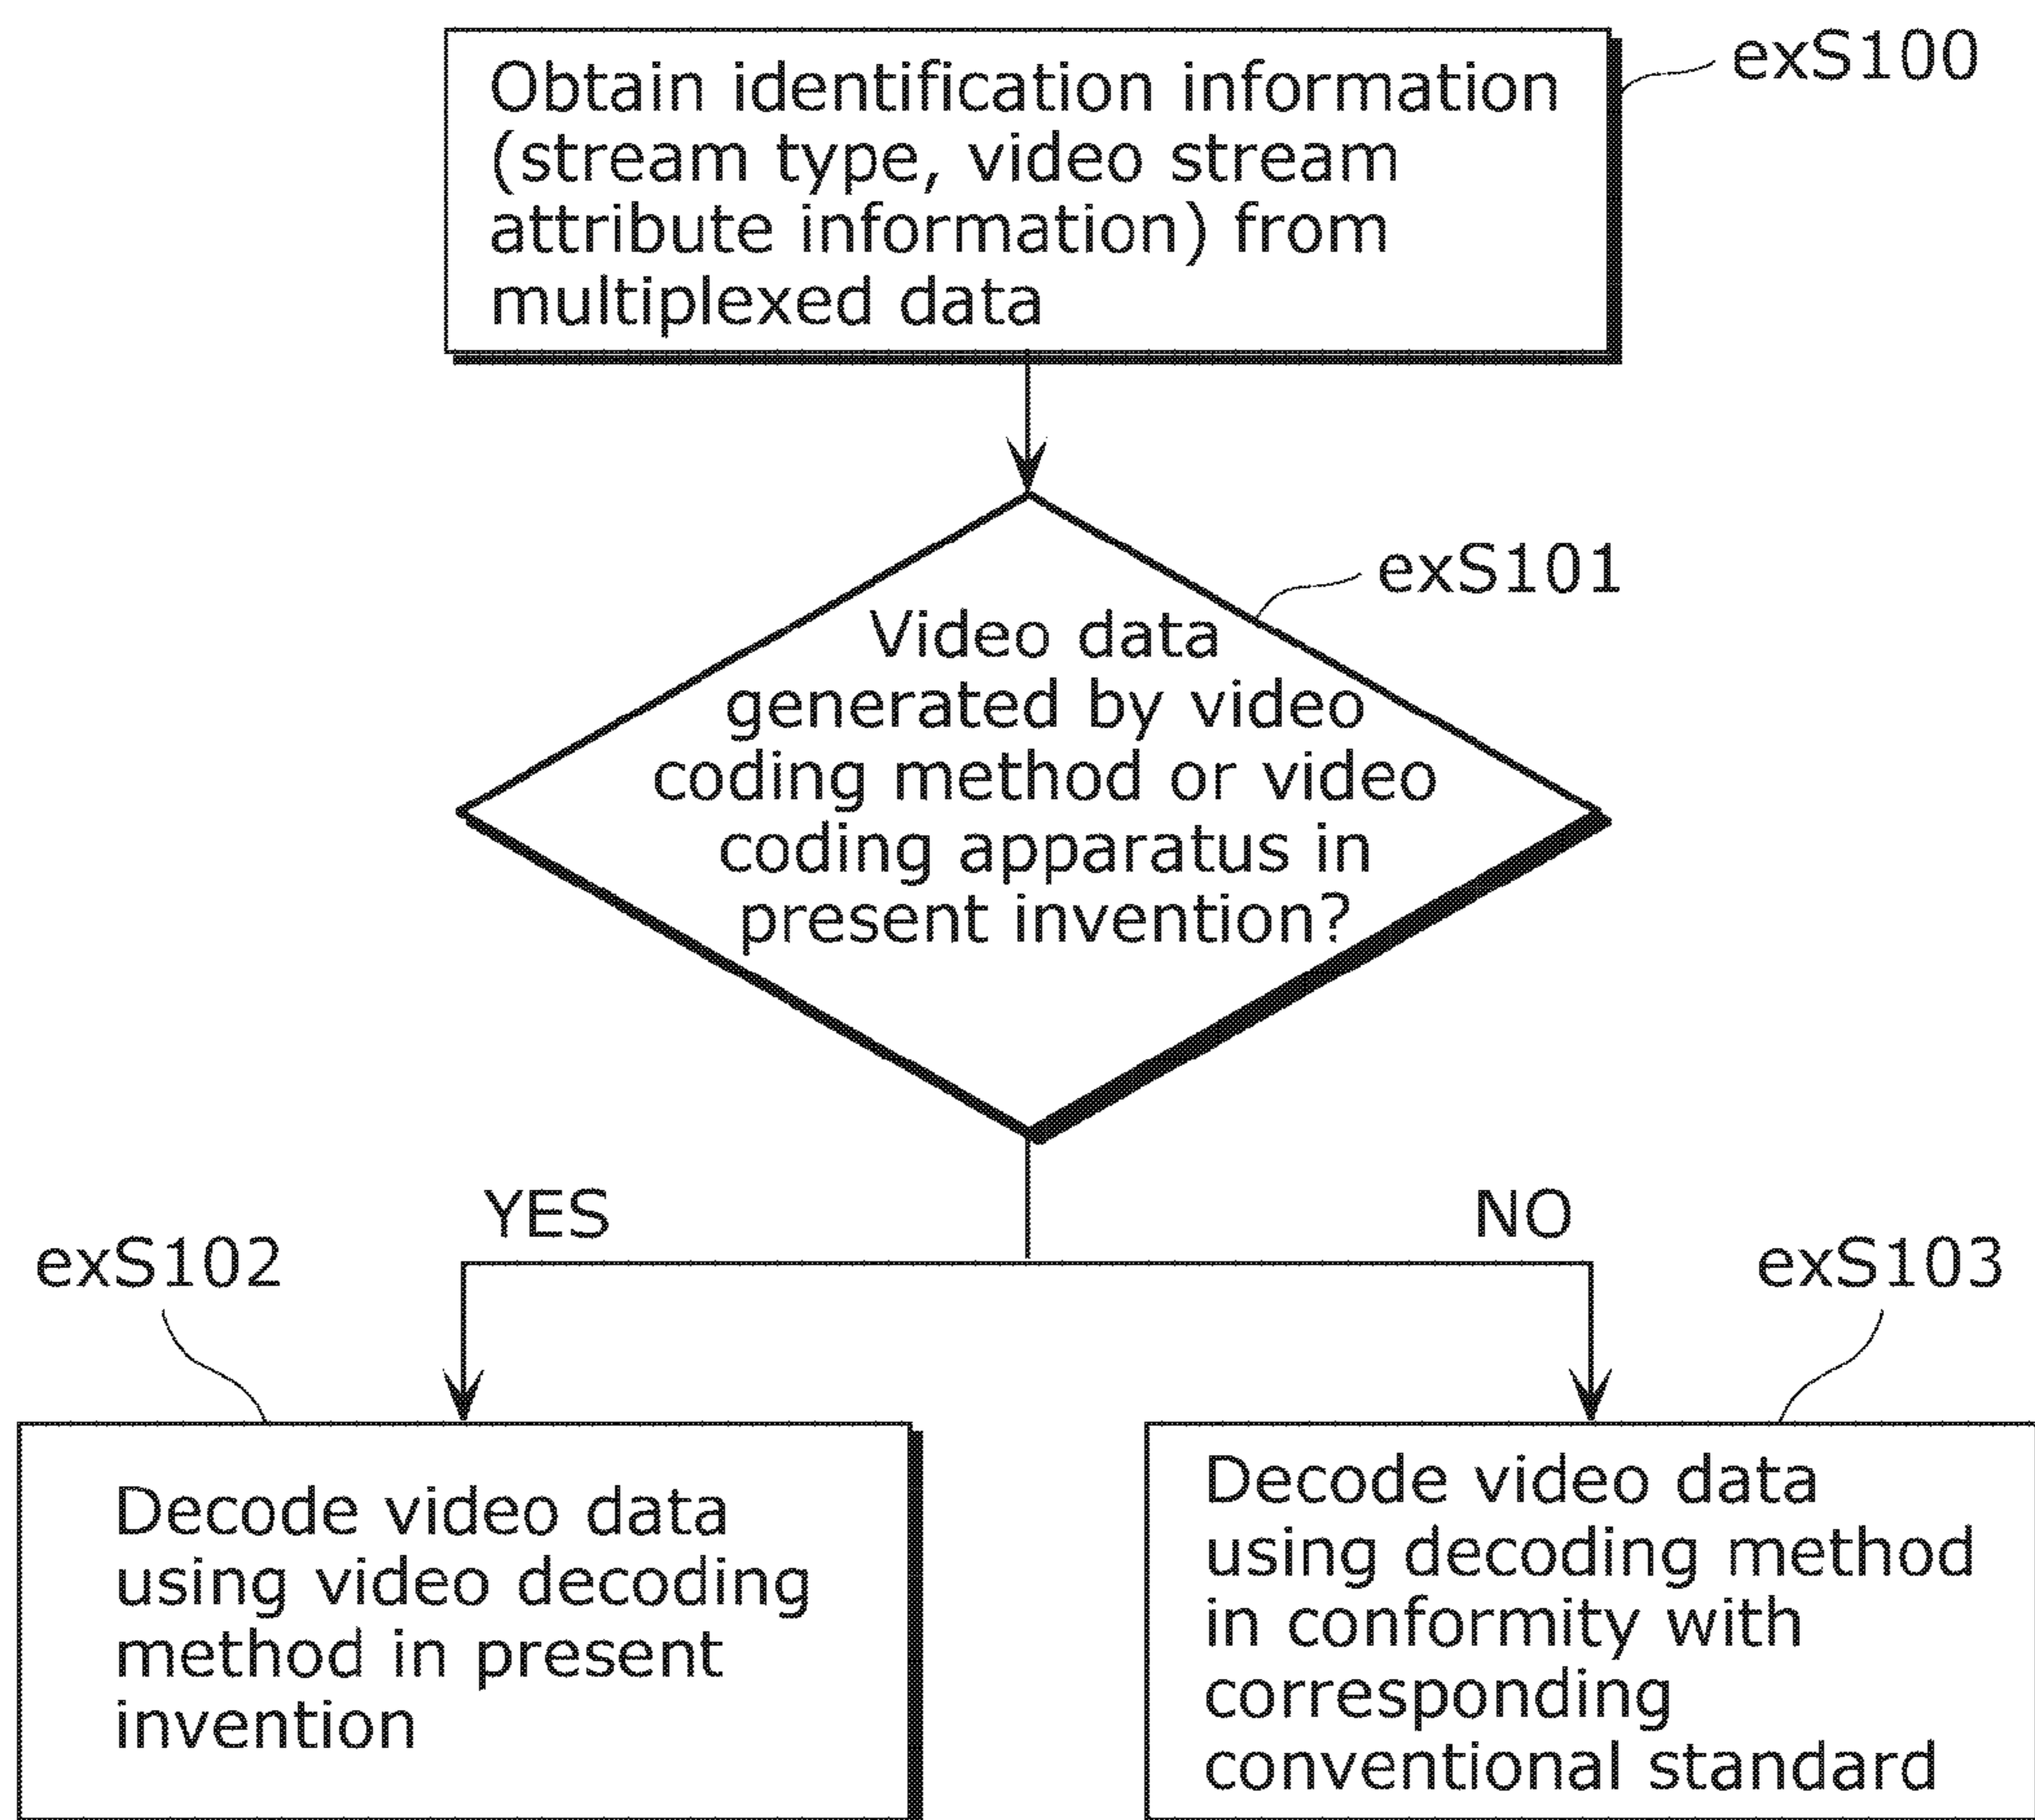 Obtain identification information
(stream type, video stream
attribute information) from
multiplexed data
exS100
exS101
Video data
generated by video
coding method or video
coding apparatus in
present invention?
YES
NO
exS102
exS103
Decode video data
using video decoding
method in present
invention
Decode video data
using decoding method
in conformity with
corresponding
conventional standard